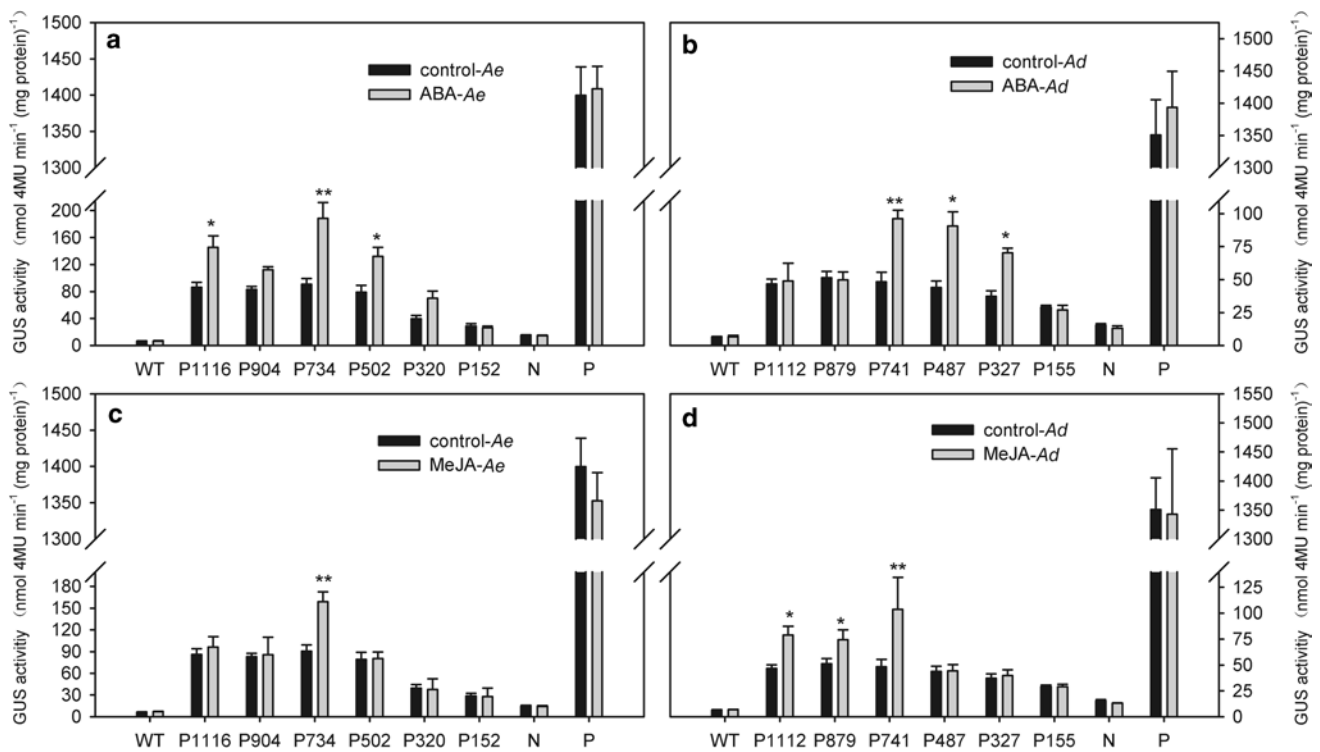 a
control-Ae
ABA-Ae
GUS activitiy (nmol 4MU min⁻¹ (mg protein)⁻¹
1500
1450
1400
1350
1300
200
160
120
80
40
0
*
**
*
WT P1116 P904 P734 P502 P320 P152 N P
b
control-Ad
ABA-Ad
1500
1450
1400
1350
1300
100
75
50
25
0
GUS activity (nmol 4MU min⁻¹ (mg protein)⁻¹
**
*
*
WT P1112 P879 P741 P487 P327 P155 N P
c
control-Ae
MeJA-Ae
GUS activitiy (nmol 4MU min⁻¹ (mg protein)⁻¹
1500
1450
1400
1350
1300
180
150
120
90
60
30
0
**
WT P1116 P904 P734 P502 P320 P152 N P
d
control-Ad
MeJA-Ad
1550
1500
1450
1400
1350
1300
125
100
75
50
25
0
GUS activity (nmol 4MU min⁻¹ (mg protein)⁻¹
*
*
**
WT P1112 P879 P741 P487 P327 P155 N P